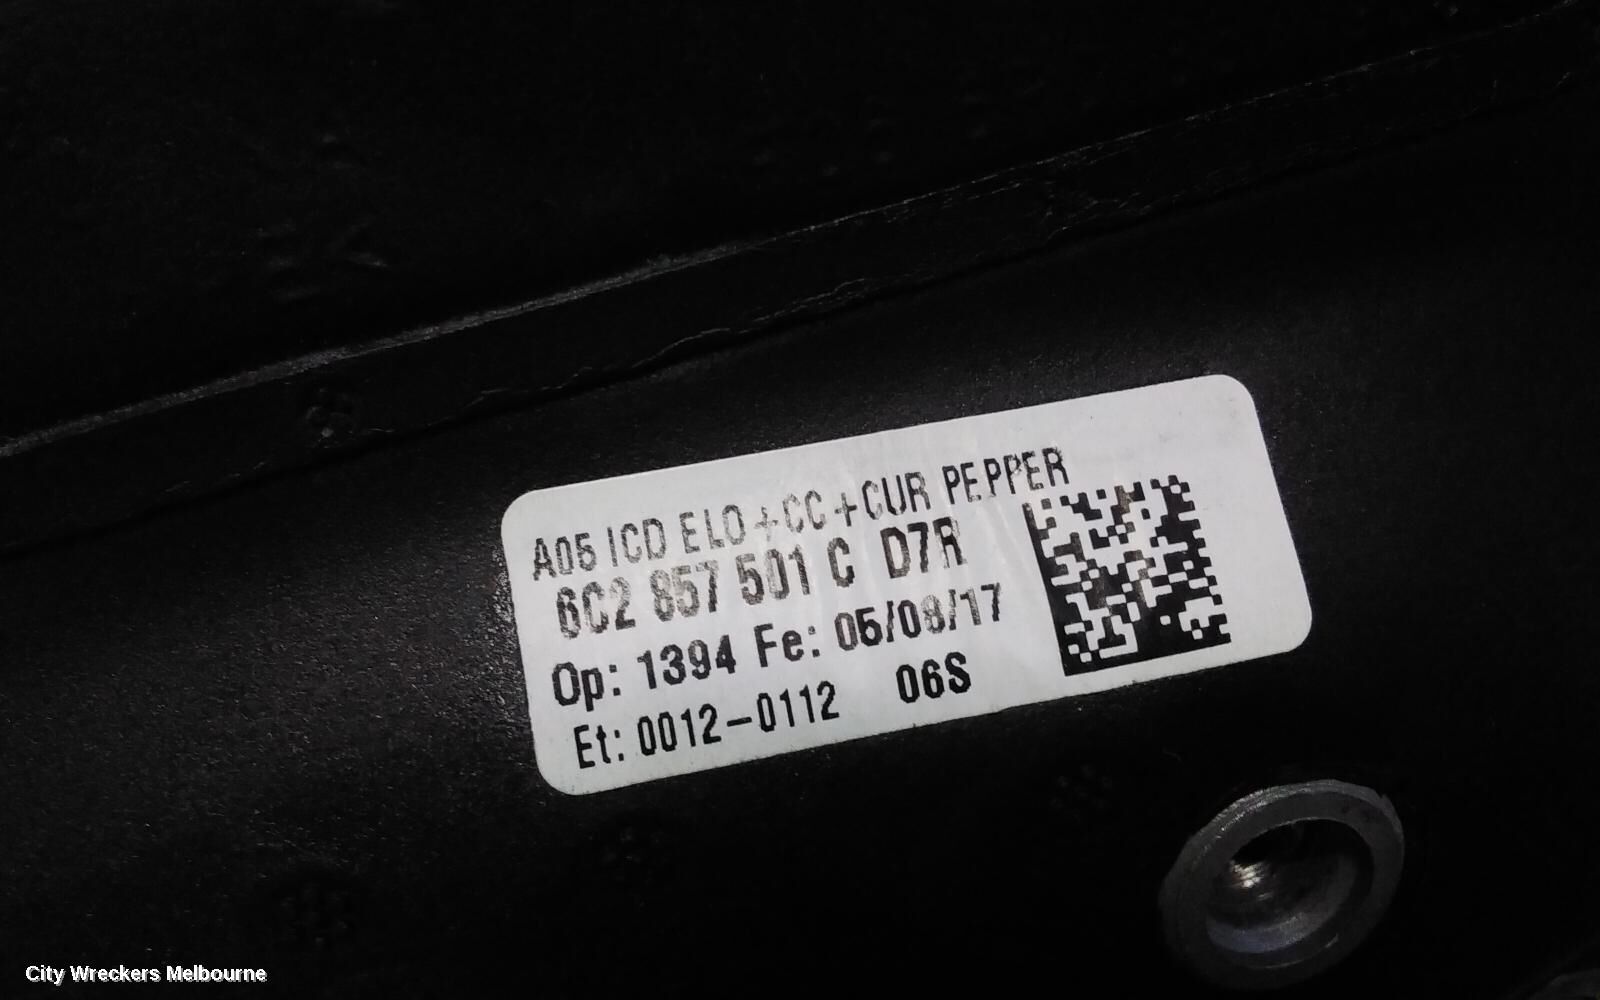 A05 ICD ELO+CC+CUR PEPPER
6C2 857 501 C D7R
Op: 1394 Fe: 05/08/17
Et: 0012-0112 06S
City Wreckers Melbourne